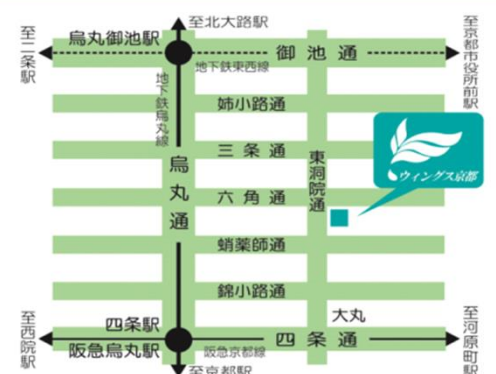 至北大路駅
至二条駅
烏丸御池駅
御池通
至京都市役所前駅
地下鉄東西線
地下鉄烏丸線
姉小路通
三条通
東洞院通
ウィングス京都
烏丸通
六角通
蛸薬師通
錦小路通
至西院駅
四条駅
大丸
至河原町駅
阪急烏丸駅
阪急京都線
四条通
至京都駅